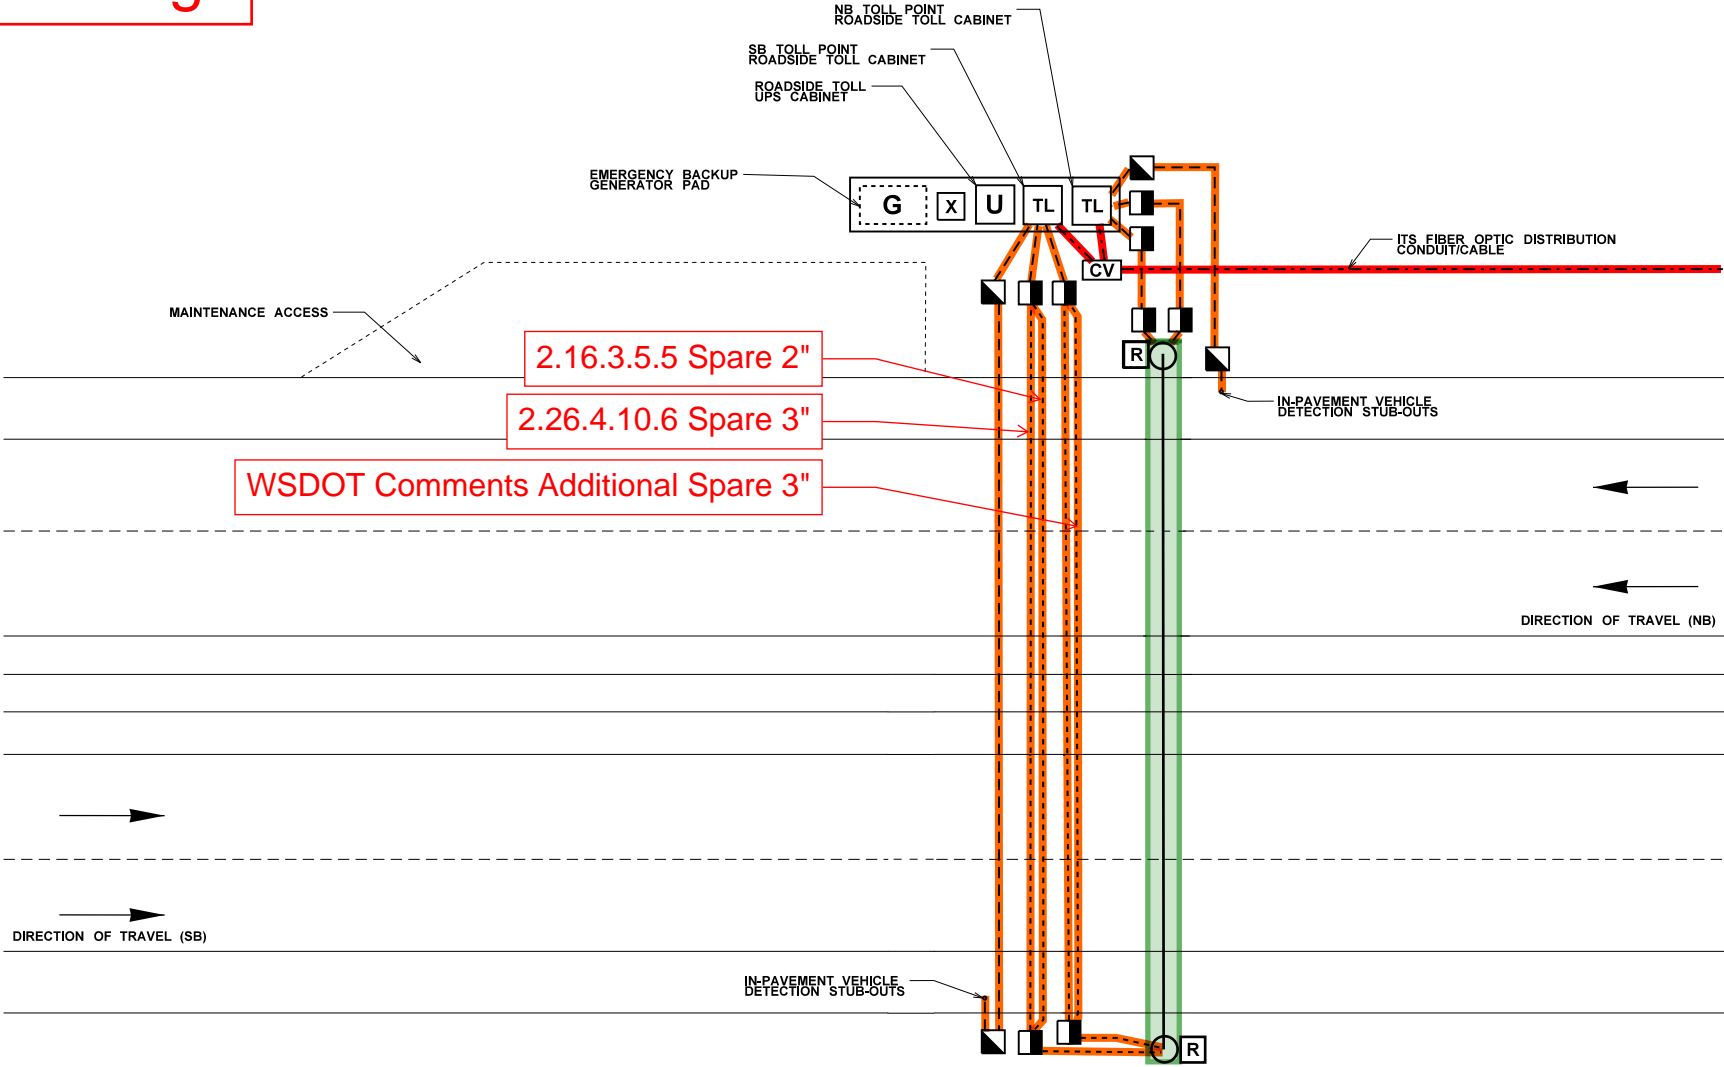 NB TOLL POINT
ROADSIDE TOLL CABINET
SB TOLL POINT
ROADSIDE TOLL CABINET
ROADSIDE TOLL
UPS CABINET
EMERGENCY BACKUP
GENERATOR PAD
G
X
U
TL
TL
CV
ITS FIBER OPTIC DISTRIBUTION
CONDUIT/CABLE
MAINTENANCE ACCESS
2.16.3.5.5 Spare 2"
R
IN-PAVEMENT VEHICLE
DETECTION STUB-OUTS
2.26.4.10.6 Spare 3"
WSDOT Comments Additional Spare 3"
DIRECTION OF TRAVEL (NB)
DIRECTION OF TRAVEL (SB)
IN-PAVEMENT VEHICLE
DETECTION STUB-OUTS
R